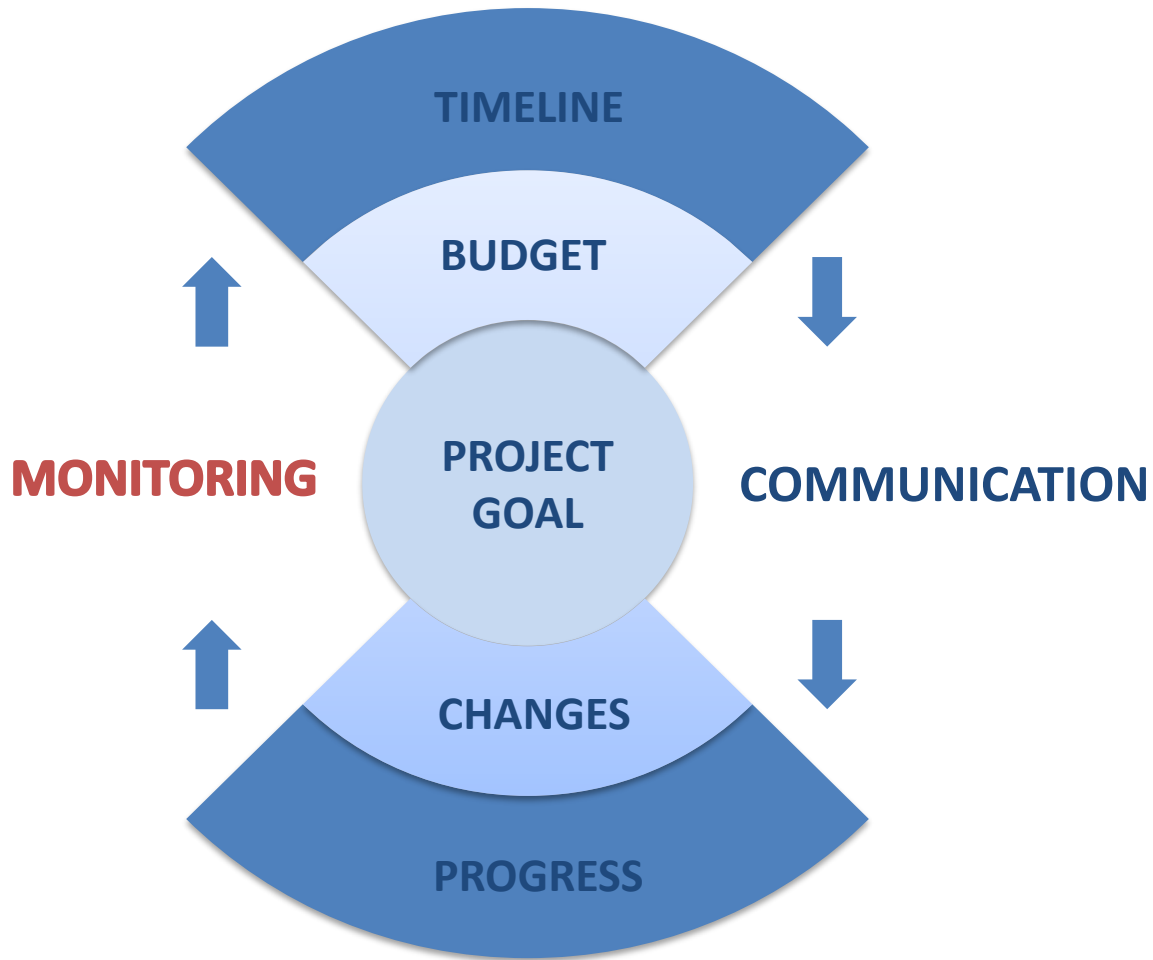 TIMELINE
BUDGET
PROJECT
GOAL
MONITORING
COMMUNICATION
CHANGES
PROGRESS